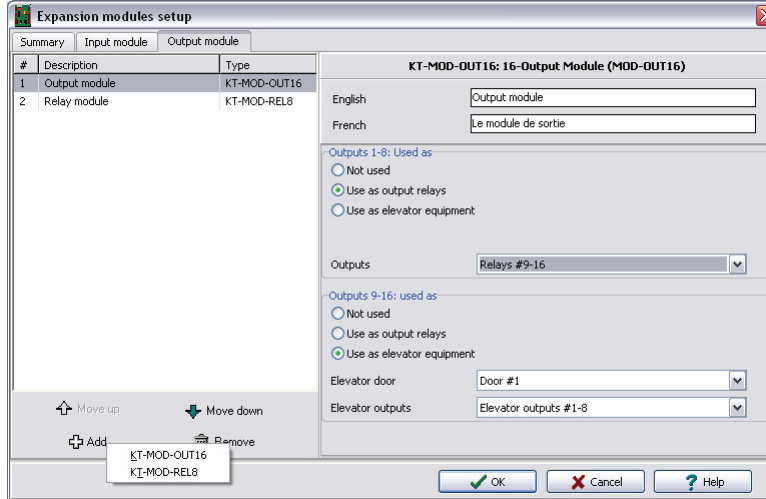 Expansion modules setup
Summary Input module Output module
# Description Type
1 Output module KT-MOD-OUT16
2 Relay module KT-MOD-REL8
Move up Move down
Add Remove
KT-MOD-OUT16
KT-MOD-REL8
KT-MOD-OUT16: 16-Output Module (MOD-OUT16)
English Output module
French Le module de sortie
Outputs 1-8: Used as
Not used
Use as output relays
Use as elevator equipment
Outputs Relays #9-16
Outputs 9-16: used as
Not used
Use as output relays
Use as elevator equipment
Elevator door Door #1
Elevator outputs Elevator outputs #1-8
OK Cancel Help